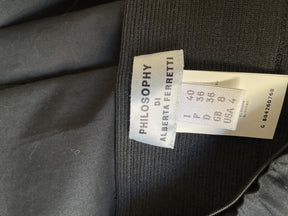 PHILOSOPHY
DI
ALBERTA FERRETTI
I 40
P 36
D 36
GB 8
USA 4